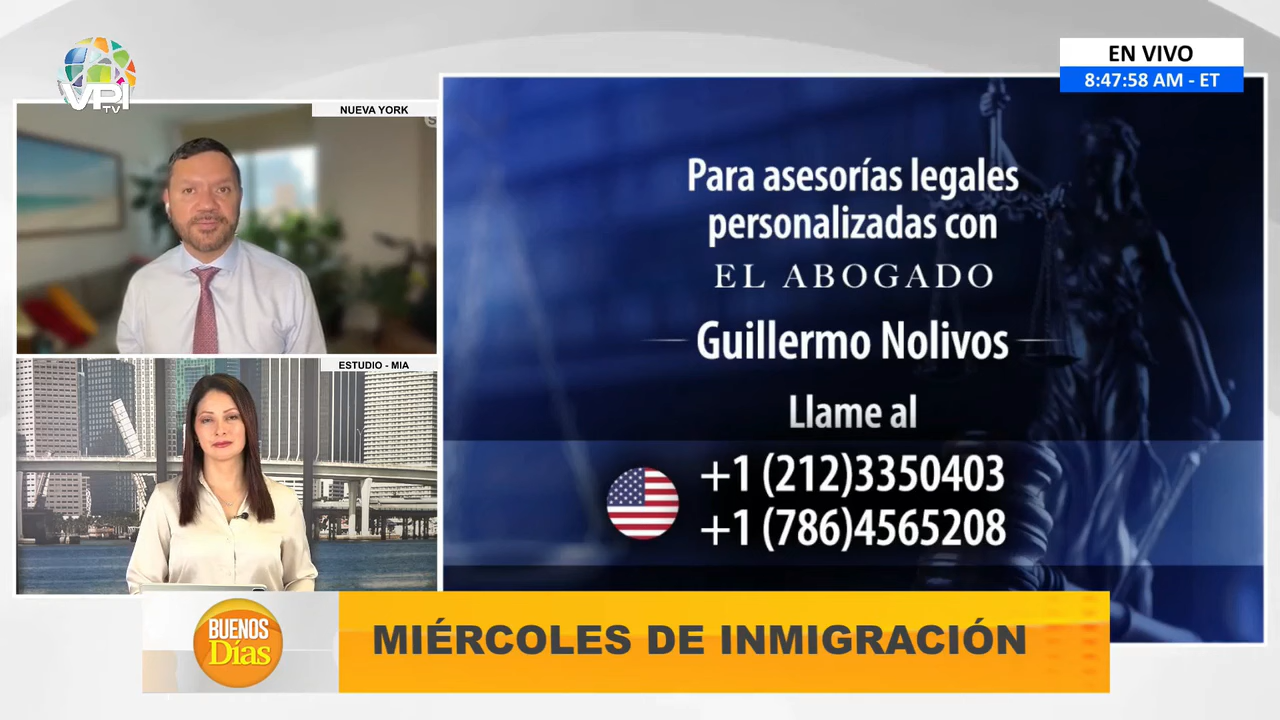 VPI
TV
EN VIVO
8:47:58 AM - ET
NUEVA YORK
ESTUDIO - MIA
Para asesorías legales
personalizadas con
EL ABOGADO
Guillermo Nolivos
Llame al
+1 (212)3350403
+1 (786)4565208
BUENOS
Días
MIÉRCOLES DE INMIGRACIÓN